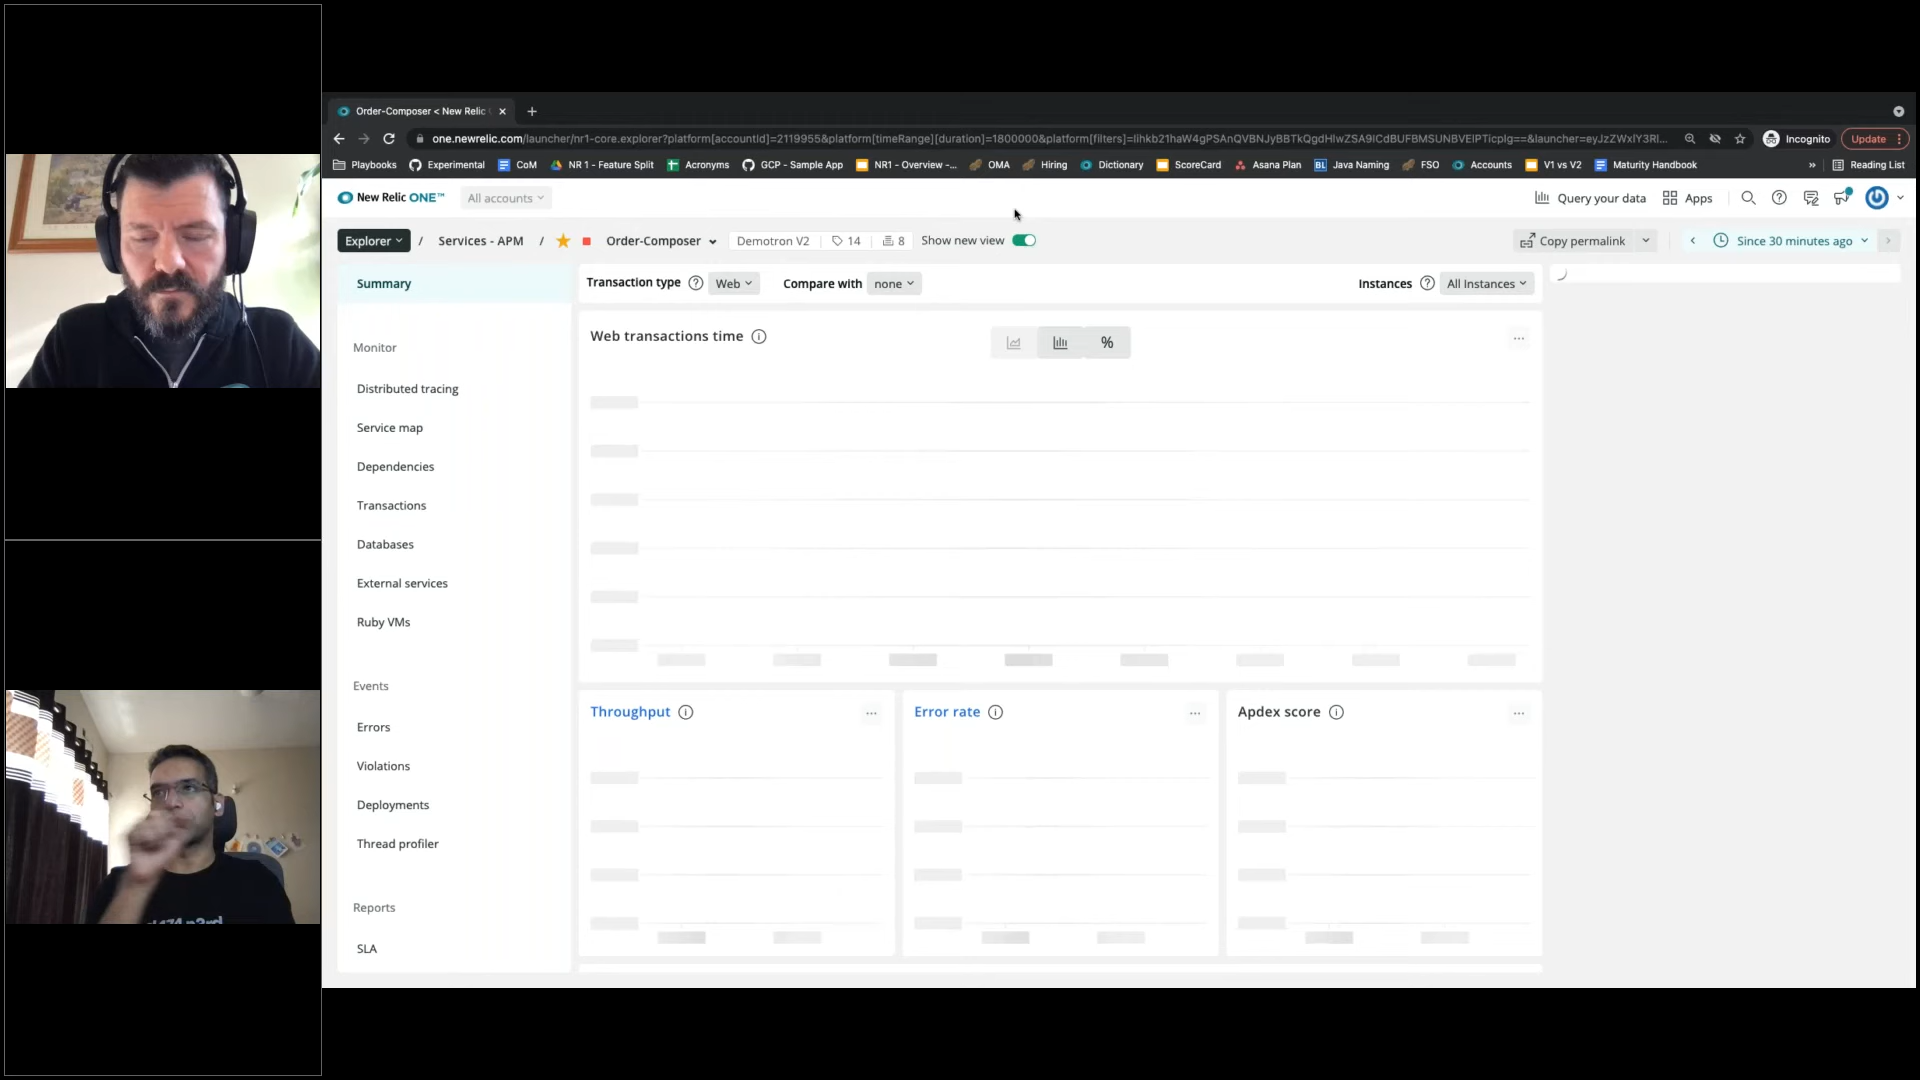 Order-Composer < New Relic
one.newrelic.com/launcher/nr1-core.explorer?platform[accountId]=2119955&platform[timeRange][duration]=1800000&platform[filters]=
Incognito
Update
Playbooks
Experimental
CoM
NR 1 - Feature Split
Acronyms
GCP - Sample App
NR1 - Overview -...
OMA
Hiring
Dictionary
ScoreCard
Asana Plan
BL Java Naming
FSO
Accounts
V1 vs V2
Maturity Handbook
»
Reading List
New Relic ONE™
All accounts
Query your data
Apps
Explorer / Services - APM / Order-Composer
Demotron V2
14
8
Show new view
Copy permalink
Since 30 minutes ago
Summary
Transaction type
Web
Compare with
none
Instances
All Instances
Monitor
Distributed tracing
Service map
Dependencies
Transactions
Databases
External services
Ruby VMs
Events
Errors
Violations
Deployments
Thread profiler
Reports
SLA
Web transactions time
%
Throughput
Error rate
Apdex score